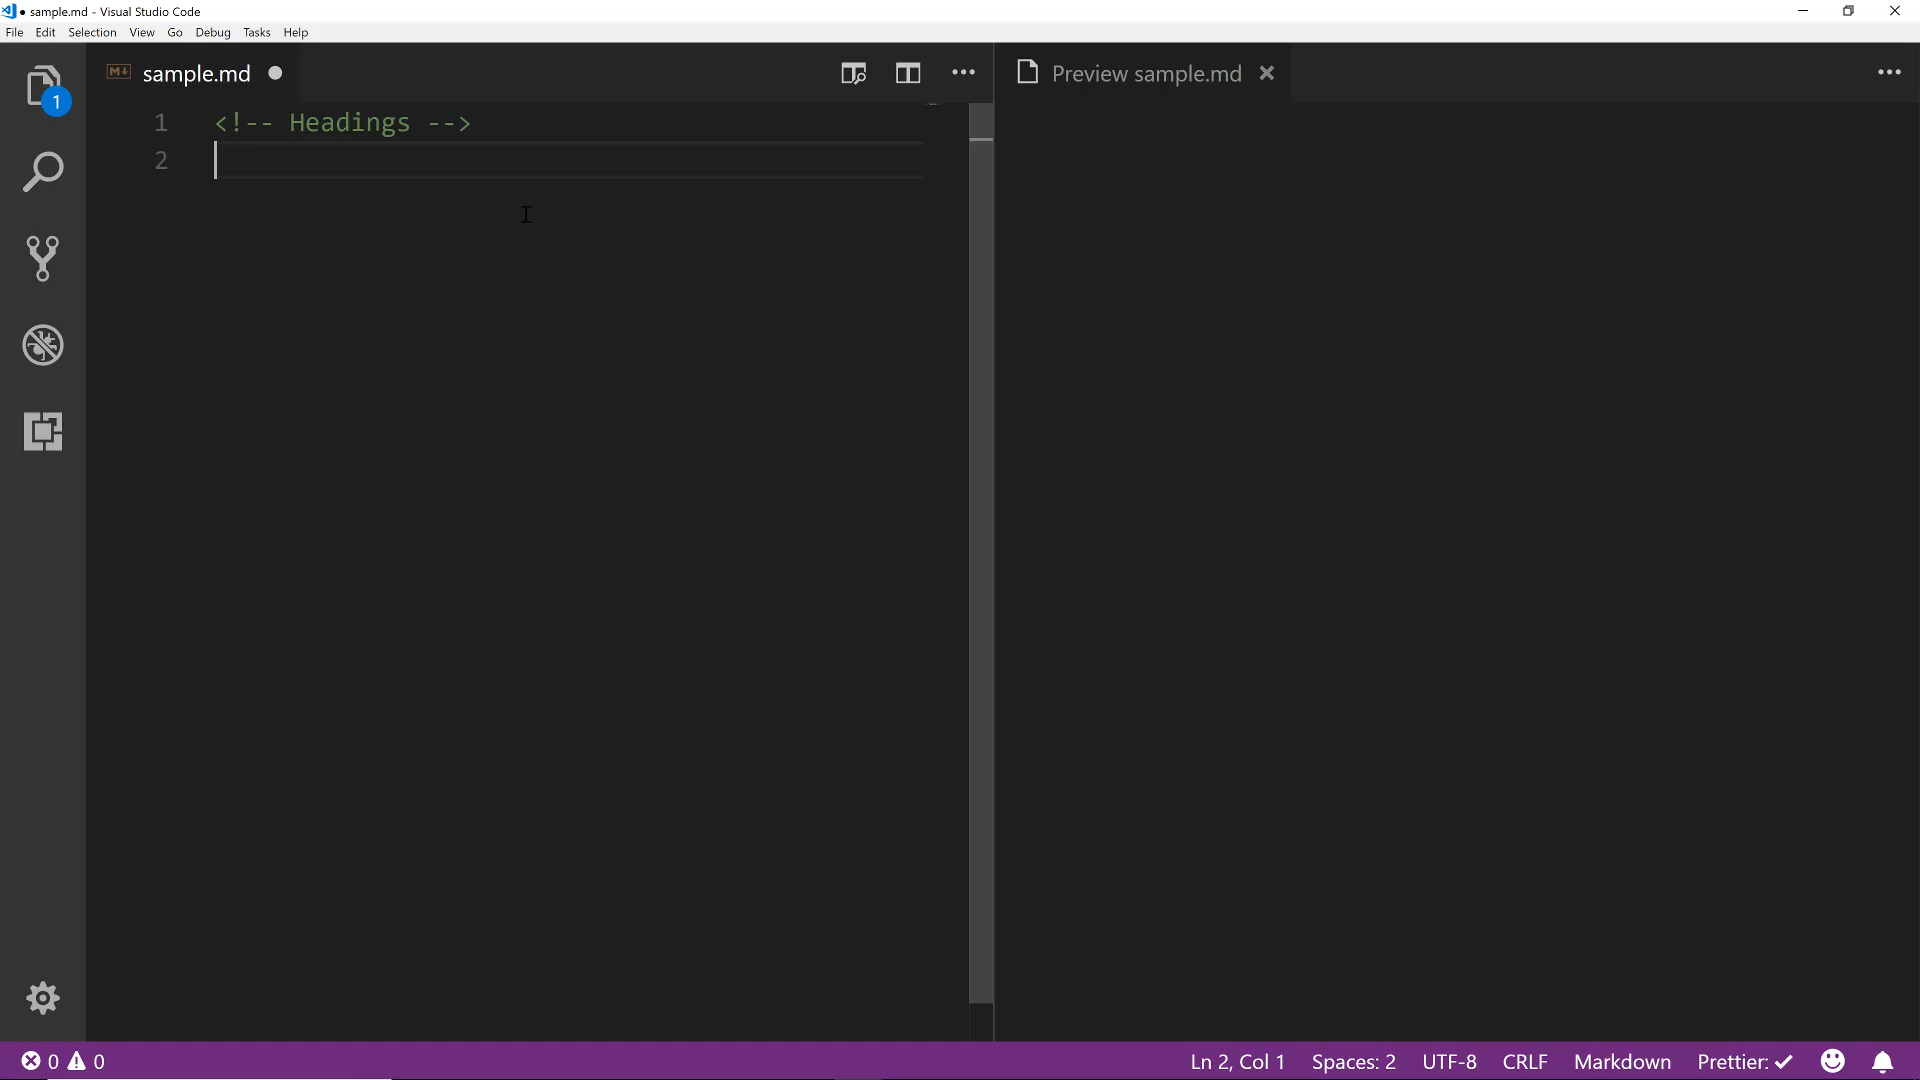 ● sample.md - Visual Studio Code
File Edit Selection View Go Debug Tasks Help
M↓ sample.md ●
Preview sample.md ×
1
1 <!-- Headings -->
2
0 0
Ln 2, Col 1 Spaces: 2 UTF-8 CRLF Markdown Prettier: ✓